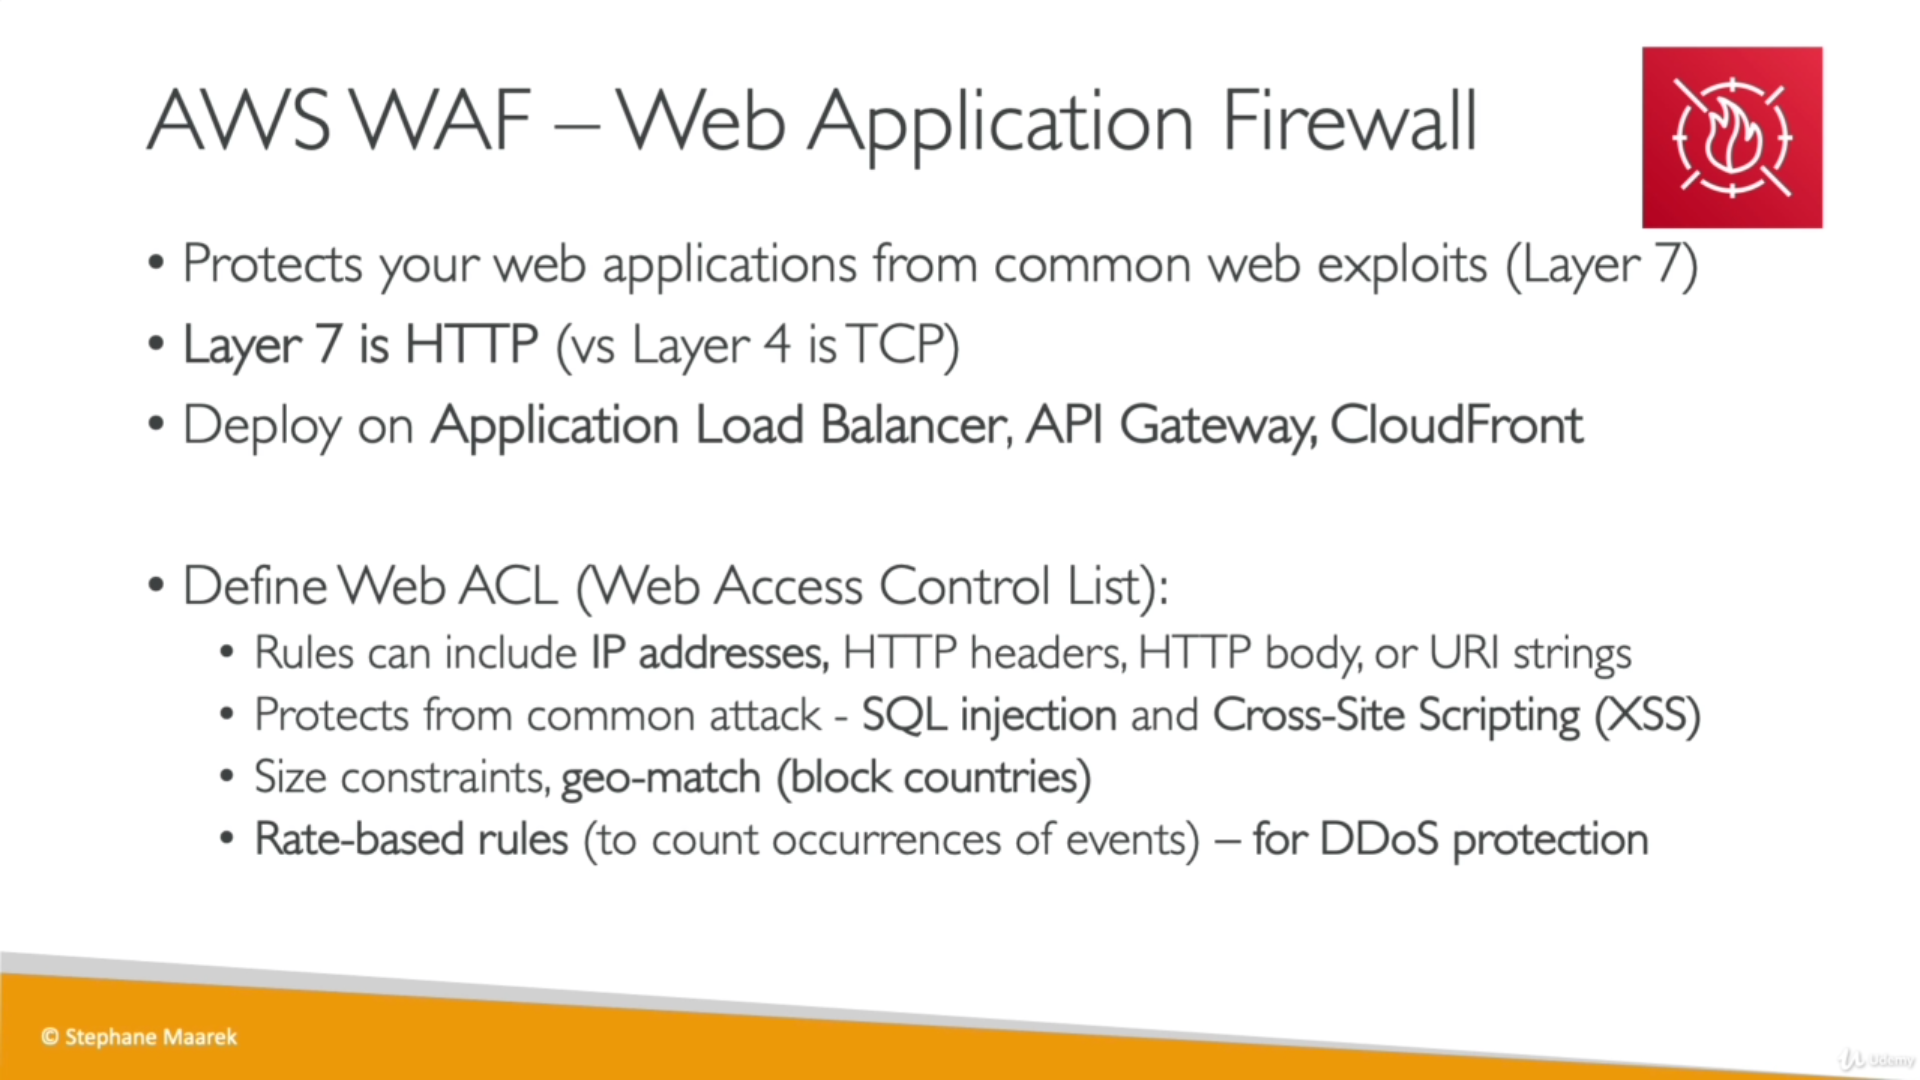 AWS WAF – Web Application Firewall
• Protects your web applications from common web exploits (Layer 7)
• Layer 7 is HTTP (vs Layer 4 is TCP)
• Deploy on Application Load Balancer, API Gateway, CloudFront
• Define Web ACL (Web Access Control List):
• Rules can include IP addresses, HTTP headers, HTTP body, or URI strings
• Protects from common attack - SQL injection and Cross-Site Scripting (XSS)
• Size constraints, geo-match (block countries)
• Rate-based rules (to count occurrences of events) – for DDoS protection
© Stephane Maarek
Udemy